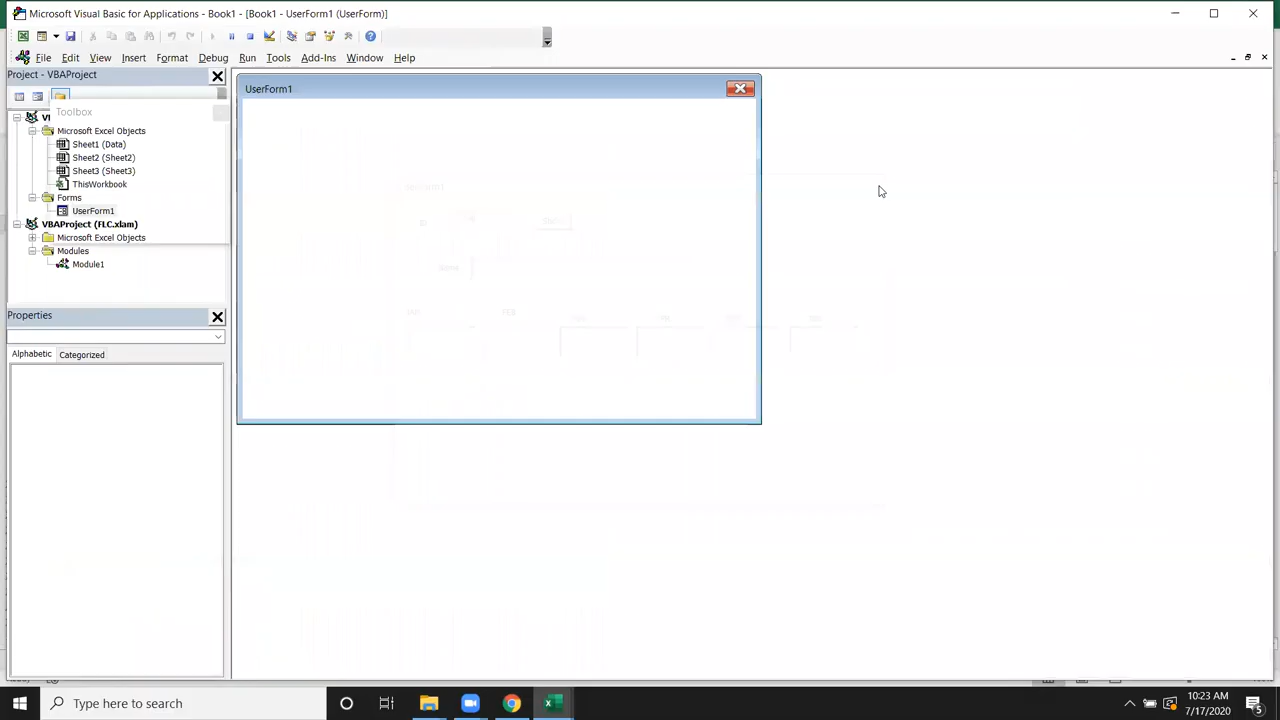 Microsoft Visual Basic for Applications - Book1 - [Book1 - UserForm1 (UserForm)]
File Edit View Insert Format Debug Run Tools Add-Ins Window Help
Project - VBAProject
Toolbox
Microsoft Excel Objects
Sheet1 (Data)
Sheet2 (Sheet2)
Sheet3 (Sheet3)
ThisWorkbook
Forms
UserForm1
VBAProject (FLC.xlam)
Microsoft Excel Objects
Modules
Module1
Properties
Alphabetic Categorized
UserForm1
Name
FEB
Type here to search
10:23 AM
7/17/2020
5